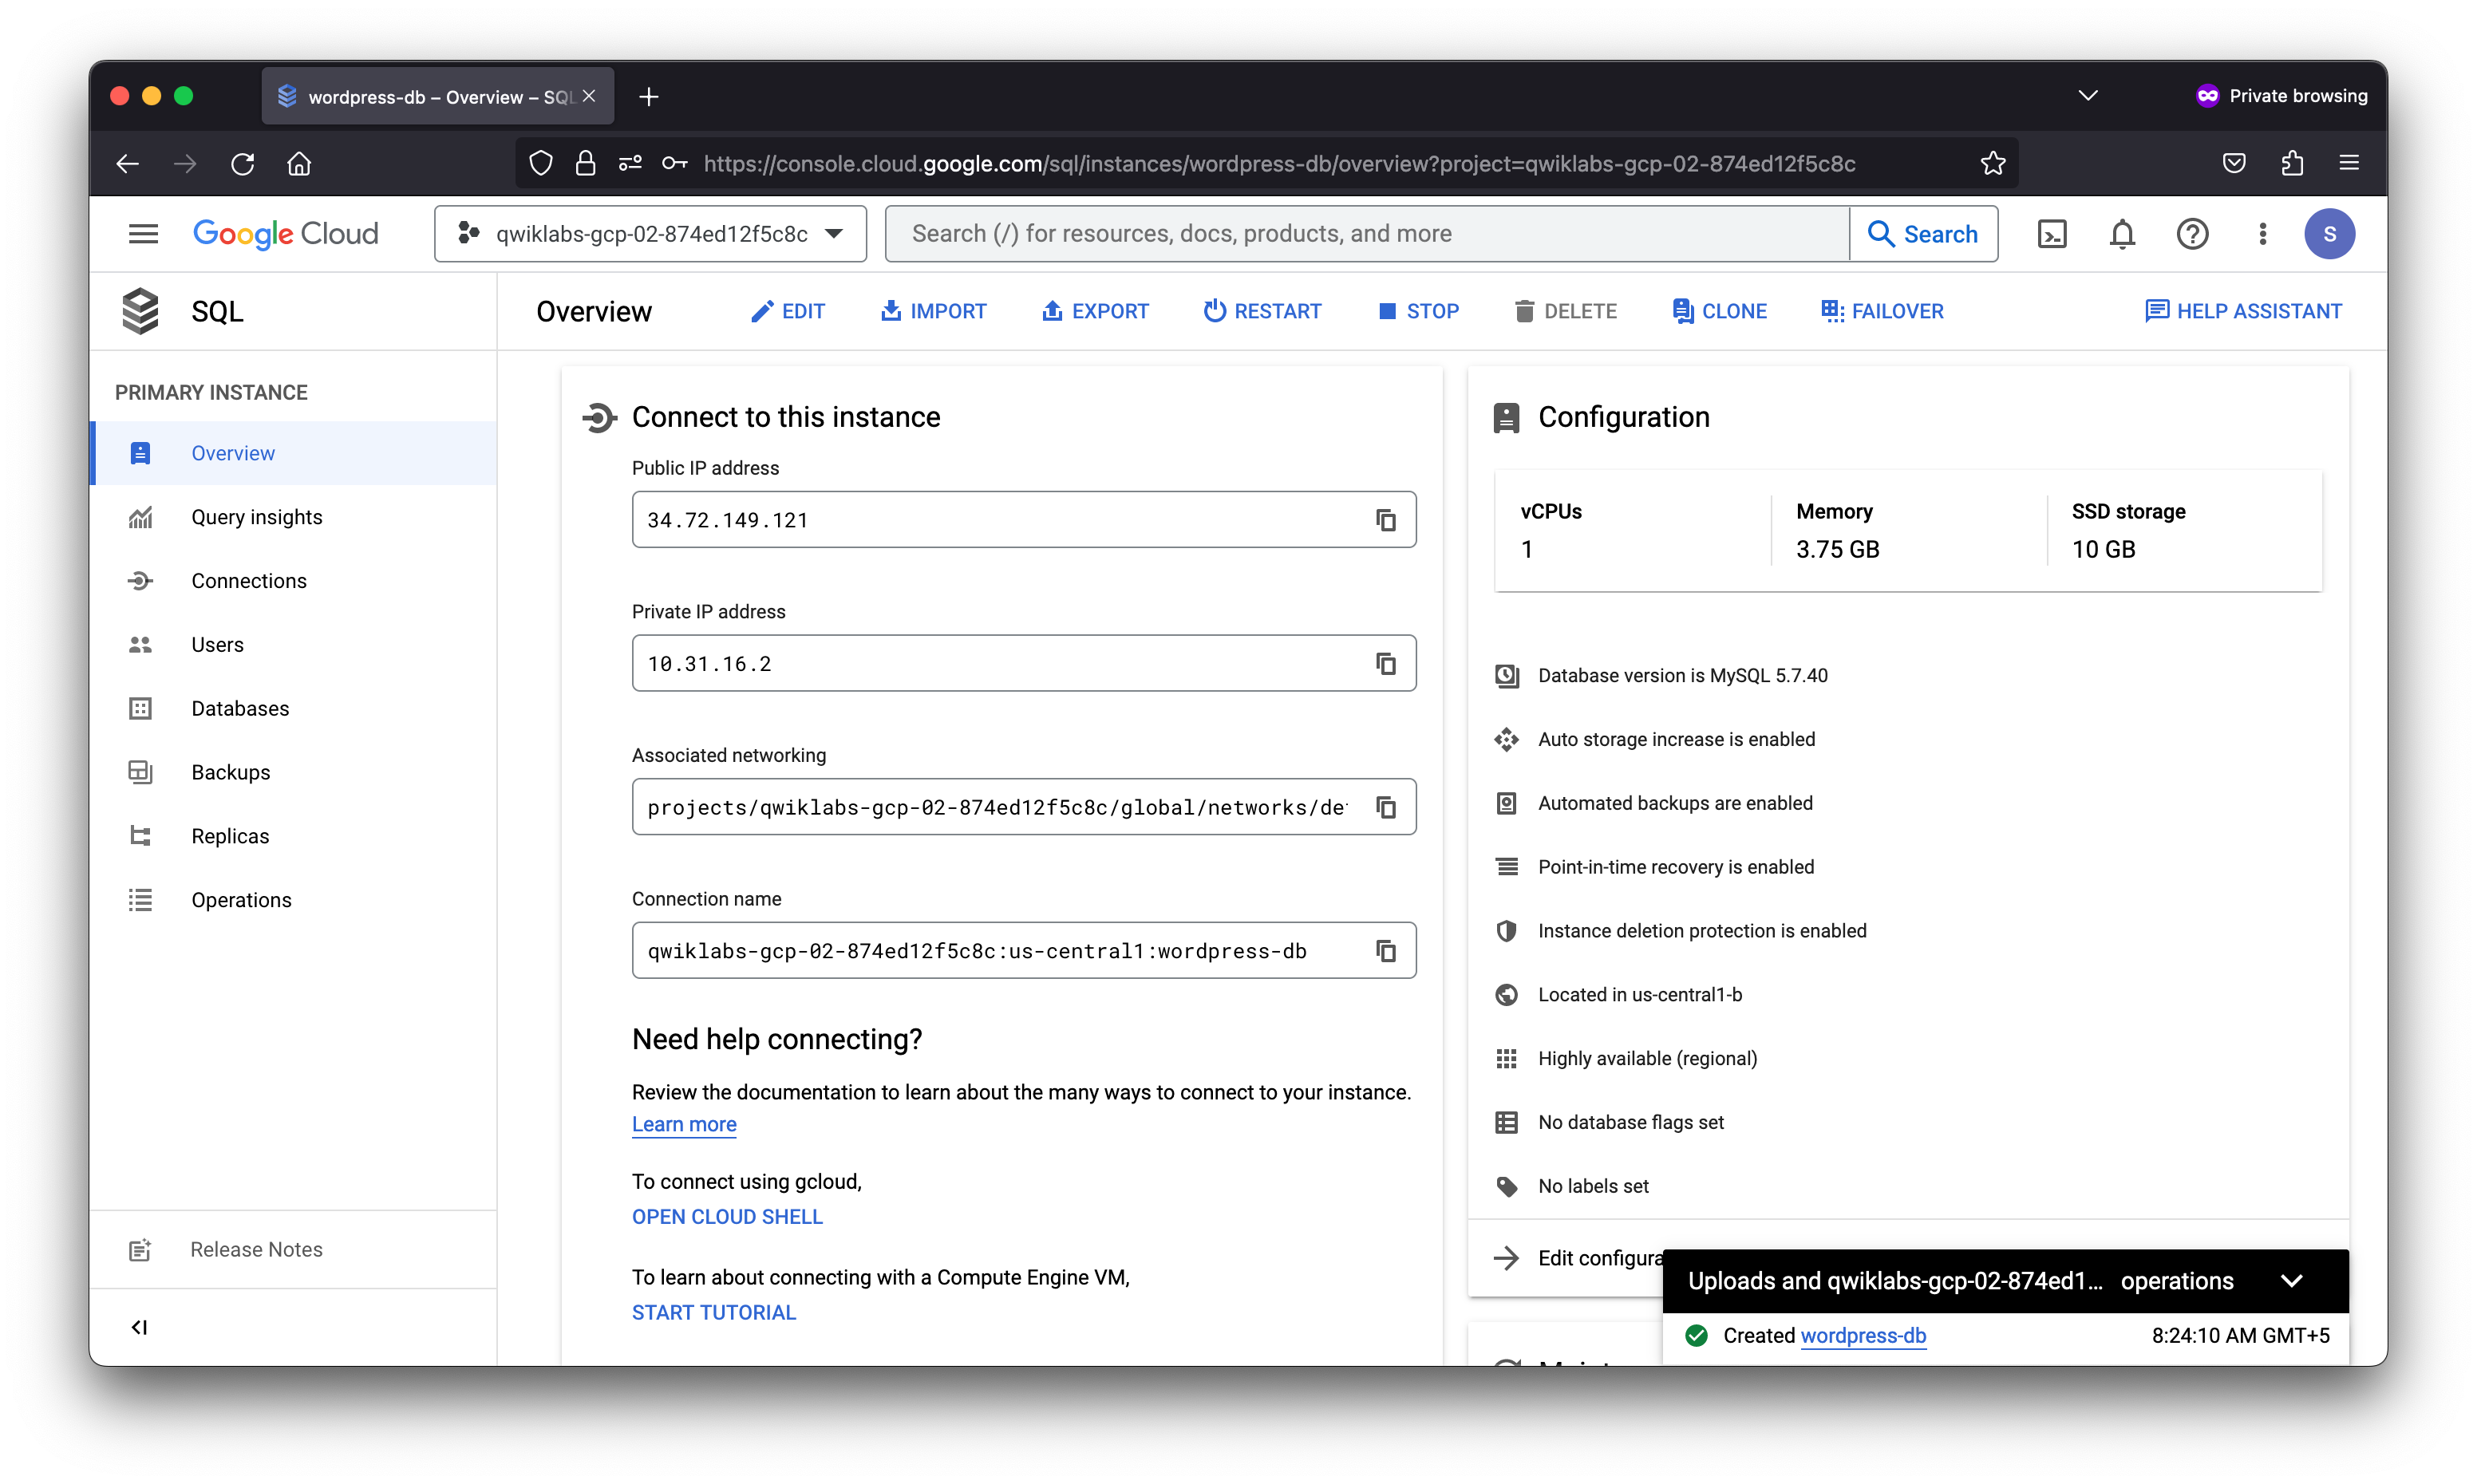 wordpress-db – Overview – SQL
Private browsing
https://console.cloud.google.com/sql/instances/wordpress-db/overview?project=qwiklabs-gcp-02-874ed12f5c8c
Google Cloud
qwiklabs-gcp-02-874ed12f5c8c
Search (/) for resources, docs, products, and more
Search
S
SQL
Overview
EDIT
IMPORT
EXPORT
RESTART
STOP
DELETE
CLONE
FAILOVER
HELP ASSISTANT
PRIMARY INSTANCE
Overview
Query insights
Connections
Users
Databases
Backups
Replicas
Operations
Release Notes
Connect to this instance
Public IP address
34.72.149.121
Private IP address
10.31.16.2
Associated networking
projects/qwiklabs-gcp-02-874ed12f5c8c/global/networks/de
Connection name
qwiklabs-gcp-02-874ed12f5c8c:us-central1:wordpress-db
Need help connecting?
Review the documentation to learn about the many ways to connect to your instance.
Learn more
To connect using gcloud,
OPEN CLOUD SHELL
To learn about connecting with a Compute Engine VM,
START TUTORIAL
Configuration
vCPUs
1
Memory
3.75 GB
SSD storage
10 GB
Database version is MySQL 5.7.40
Auto storage increase is enabled
Automated backups are enabled
Point-in-time recovery is enabled
Instance deletion protection is enabled
Located in us-central1-b
Highly available (regional)
No database flags set
No labels set
Edit configura
Uploads and qwiklabs-gcp-02-874ed1... operations
Created wordpress-db
8:24:10 AM GMT+5